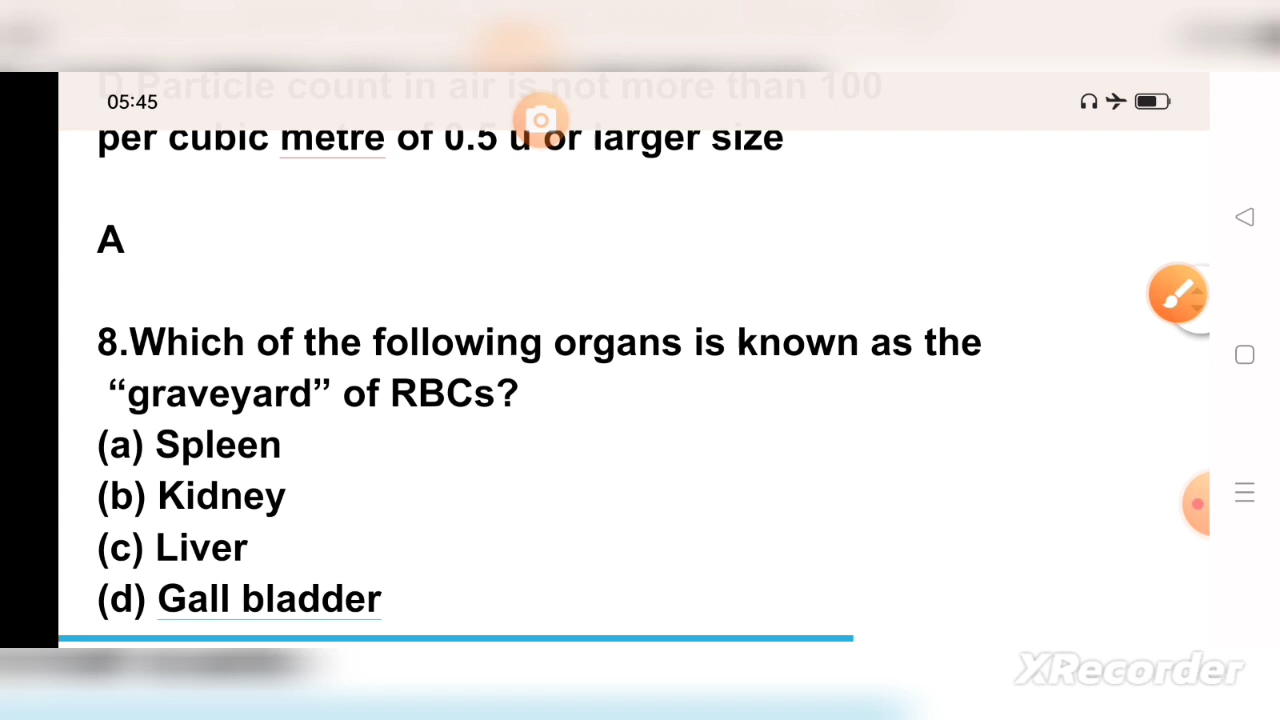 D.Particle count in air is not more than 100
05:45
per cubic metre of 0.5 u or larger size
A
8.Which of the following organs is known as the
“graveyard” of RBCs?
(a) Spleen
(b) Kidney
(c) Liver
(d) Gall bladder
XRecorder